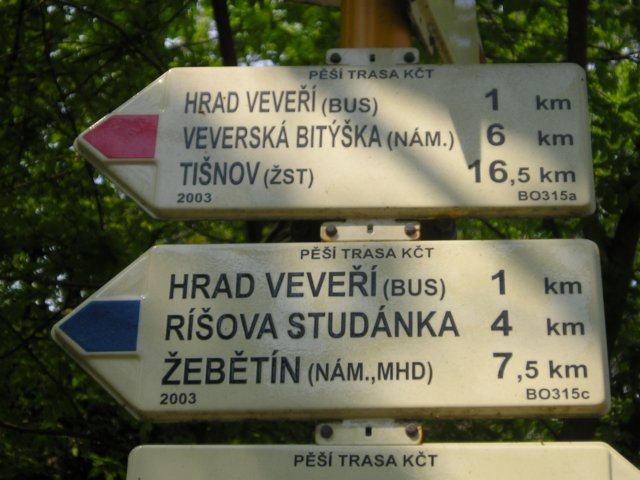 PĚŠÍ TRASA KČT
HRAD VEVEŘÍ (BUS) 1 km
VEVERSKÁ BITÝŠKA (NÁM.) 6 km
TIŠNOV (ŽST) 16,5 km
2003 BO315a
PĚŠÍ TRASA KČT
HRAD VEVEŘÍ (BUS) 1 km
RÍŠOVA STUDÁNKA 4 km
ŽEBĚTÍN (NÁM.,MHD) 7,5 km
2003 BO315c
PĚŠÍ TRASA KČT